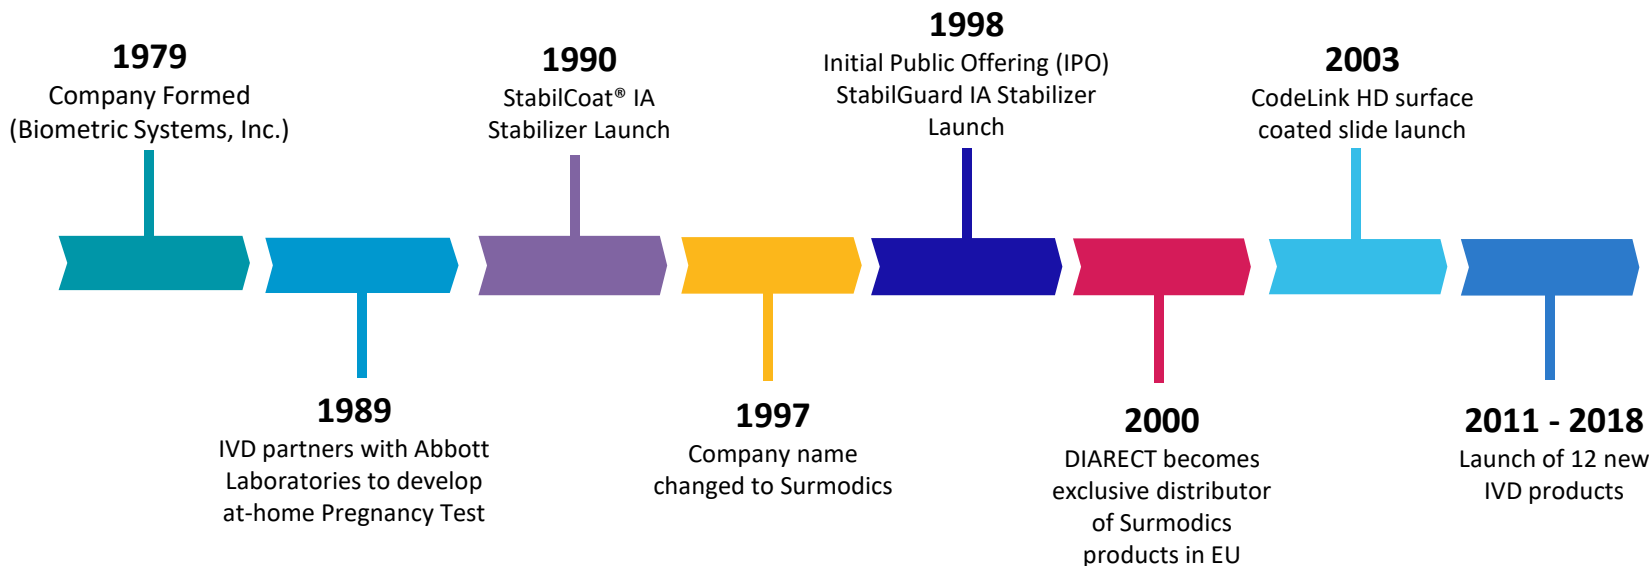 1979
Company Formed
(Biometric Systems, Inc.)
1989
IVD partners with Abbott
Laboratories to develop
at-home Pregnancy Test
1990
StabilCoat® IA
Stabilizer Launch
1997
Company name
changed to Surmodics
1998
Initial Public Offering (IPO)
StabilGuard IA Stabilizer
Launch
2000
DIARECT becomes
exclusive distributor
of Surmodics
products in EU
2003
CodeLink HD surface
coated slide launch
2011 - 2018
Launch of 12 new
IVD products